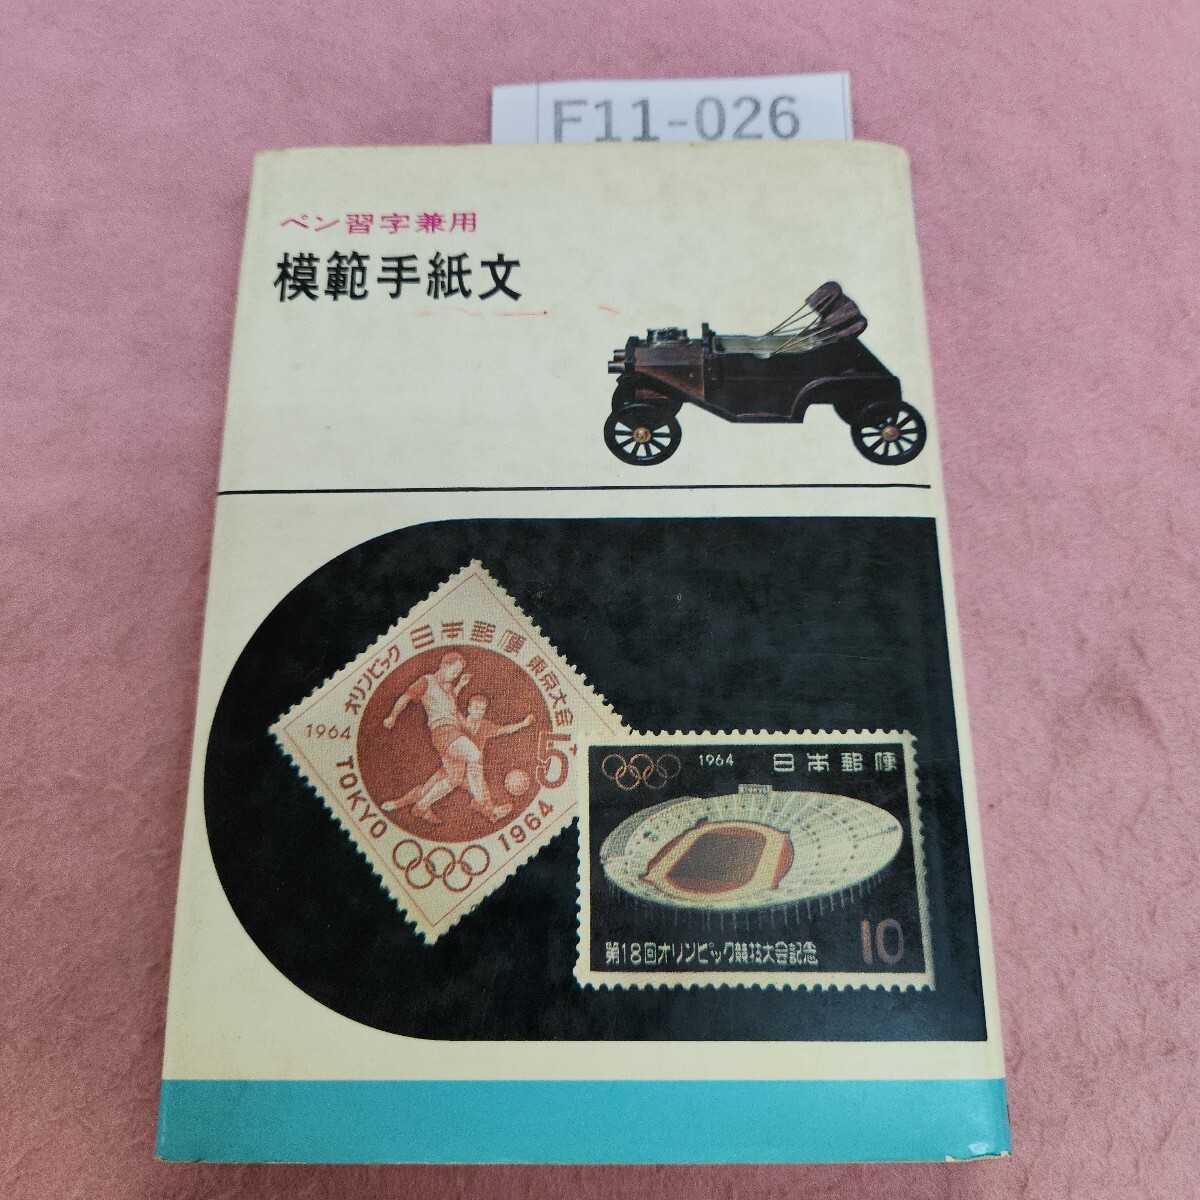 F11-026
ペン習字兼用
模範手紙文
1964 オリンピック 日本郵便 東京大会
5+
TOKYO 1964
1964 日本郵便
10
第18回オリンピック競技大会記念